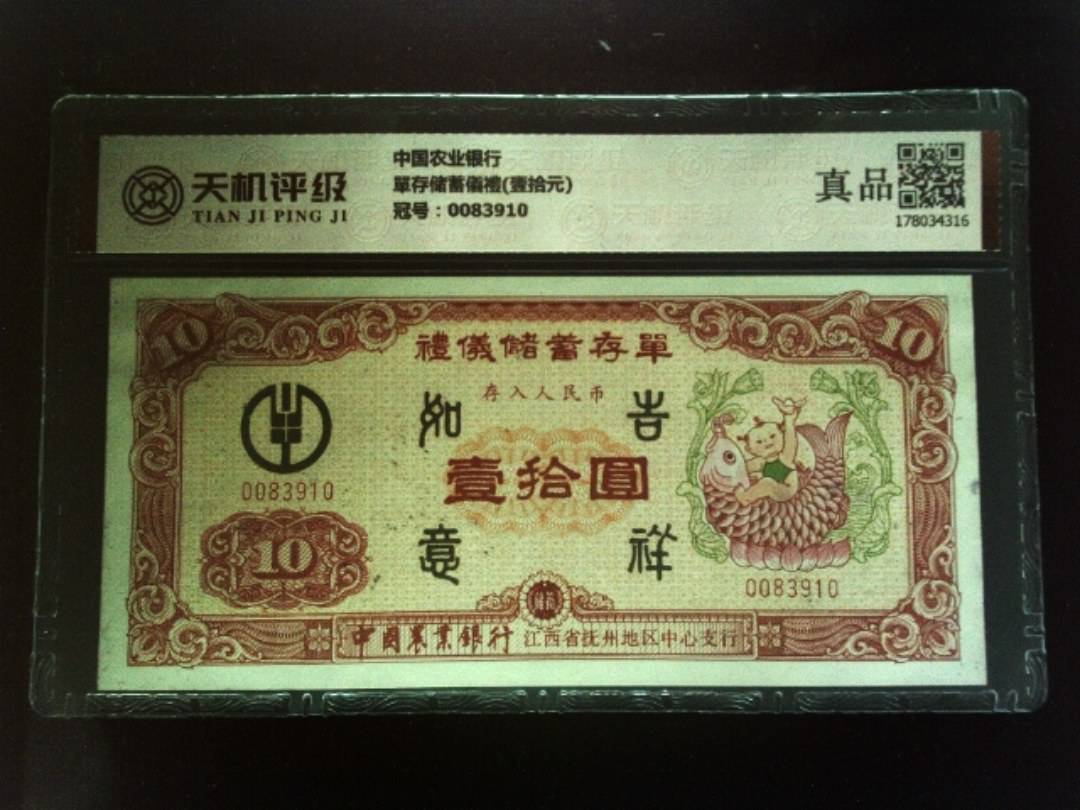 天机评级
TIAN JI PING JI
中国农业银行
單存储蓄儀禮(壹拾元)
冠号：0083910
真品
178034316
10
10
禮儀儲蓄存單
存入人民币
如 吉
壹拾圓
意 祥
0083910
10
0083910
中國農業銀行 江西省抚州地区中心支行